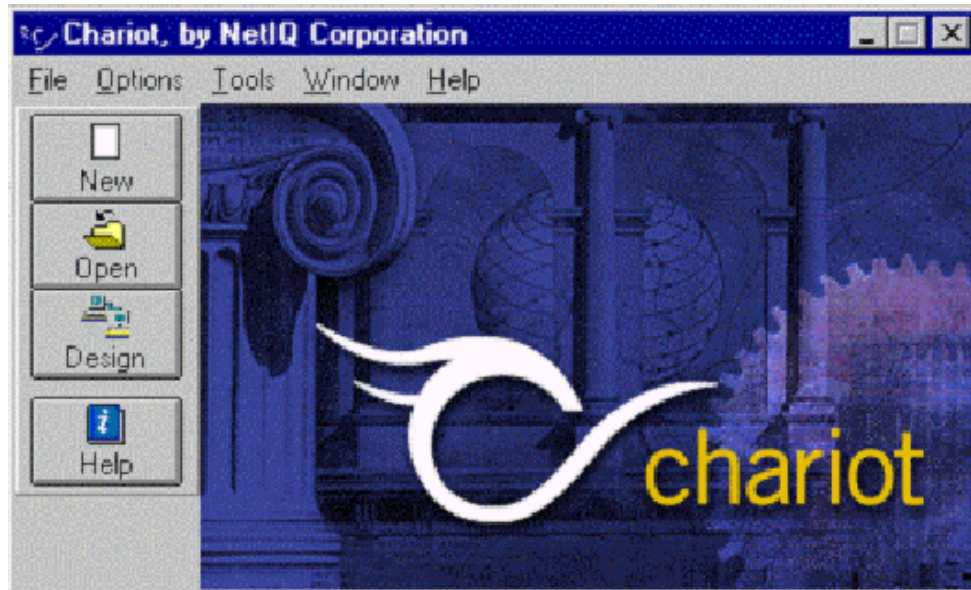 Chariot, by NetIQ Corporation
File Options Tools Window Help
New
Open
Design
Help
chariot